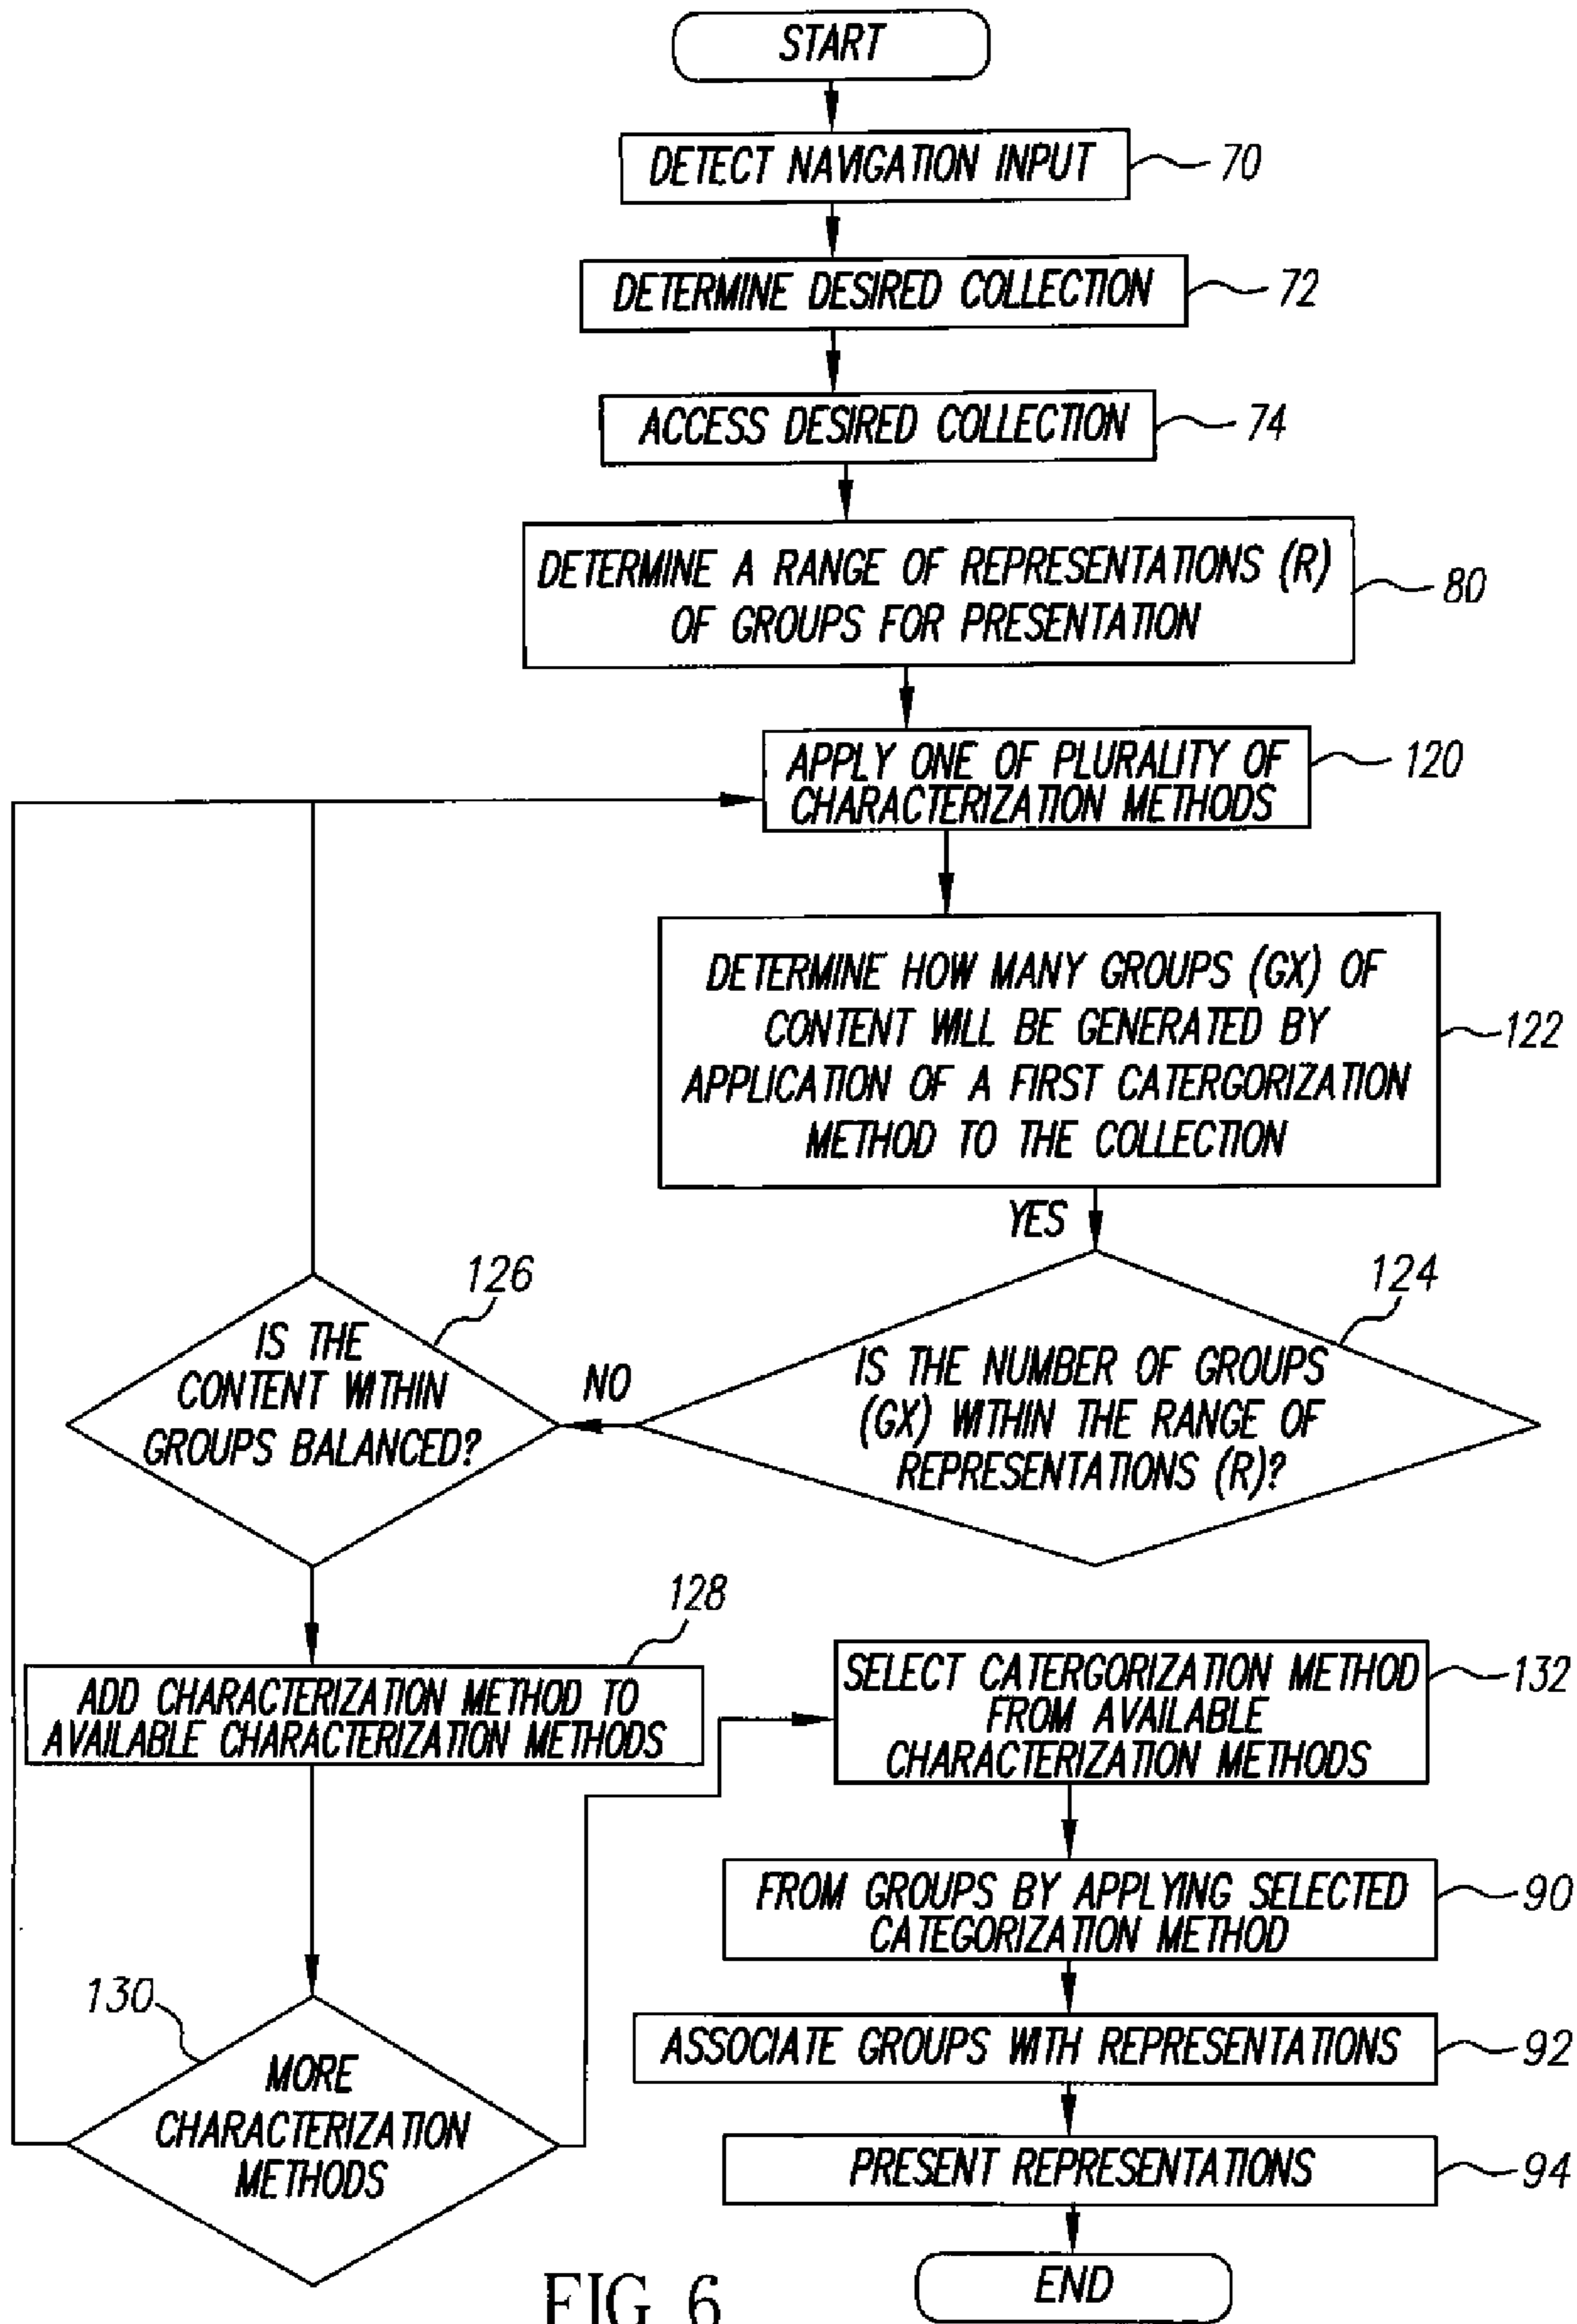 START
DETECT NAVIGATION INPUT
70
DETERMINE DESIRED COLLECTION
72
ACCESS DESIRED COLLECTION
74
DETERMINE A RANGE OF REPRESENTATIONS (R)
OF GROUPS FOR PRESENTATION
80
APPLY ONE OF PLURALITY OF
CHARACTERIZATION METHODS
120
DETERMINE HOW MANY GROUPS (GX) OF
CONTENT WILL BE GENERATED BY
APPLICATION OF A FIRST CATERGORIZATION
METHOD TO THE COLLECTION
122
YES
124
IS THE NUMBER OF GROUPS
(GX) WITHIN THE RANGE OF
REPRESENTATIONS (R)?
NO
126
IS THE
CONTENT WITHIN
GROUPS BALANCED?
128
ADD CHARACTERIZATION METHOD TO
AVAILABLE CHARACTERIZATION METHODS
130
MORE
CHARACTERIZATION
METHODS
SELECT CATERGORIZATION METHOD
FROM AVAILABLE
CHARACTERIZATION METHODS
132
FROM GROUPS BY APPLYING SELECTED
CATEGORIZATION METHOD
90
ASSOCIATE GROUPS WITH REPRESENTATIONS
92
PRESENT REPRESENTATIONS
94
END
FIG. 6